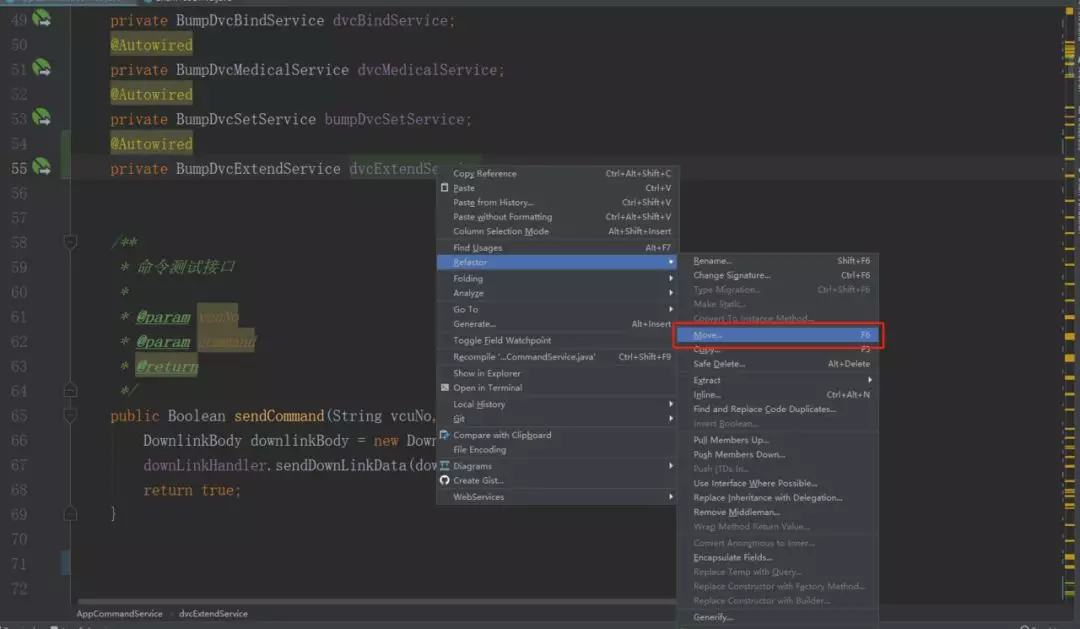 49 private BumpDvcBindService dvcBindService;
50 @Autowired
51 private BumpDvcMedicalService dvcMedicalService;
52 @Autowired
53 private BumpDvcSetService bumpDvcSetService;
54 @Autowired
55 private BumpDvcExtendService dvcExtendSe
56
57
58 /**
59 * 命令测试接口
60 *
61 * @param vcuNo
62 * @param command
63 * @return
64 */
65 public Boolean sendCommand(String vcuNo,
66 DownlinkBody downlinkBody = new Down
67 downLinkHandler.sendDownLinkData(dow
68 return true;
69 }
70
71
72
Copy Reference Ctrl+Alt+Shift+C
Paste Ctrl+V
Paste from History... Ctrl+Shift+V
Paste without Formatting Ctrl+Alt+Shift+V
Column Selection Mode Alt+Shift+Insert
Find Usages Alt+F7
Refactor
Folding
Analyze
Go To
Generate... Alt+Insert
Toggle Field Watchpoint
Recompile '...CommandService.java' Ctrl+Shift+F9
Show in Explorer
Open in Terminal
Local History
Git
Compare with Clipboard
File Encoding
Diagrams
Create Gist...
WebServices
Rename... Shift+F6
Change Signature... Ctrl+F6
Type Migration... Ctrl+Shift+F6
Make Static...
Convert To Instance Method...
Move... F6
Copy... F5
Safe Delete... Alt+Delete
Extract
Inline... Ctrl+Alt+N
Find and Replace Code Duplicates...
Invert Boolean...
Pull Members Up...
Push Members Down...
Push ITDs In...
Use Interface Where Possible...
Replace Inheritance with Delegation...
Remove Middleman...
Wrap Method Return Value...
Convert Anonymous to Inner...
Encapsulate Fields...
Replace Temp with Query...
Replace Constructor with Factory Method...
Replace Constructor with Builder...
Generify...
AppCommandService dvcExtendService